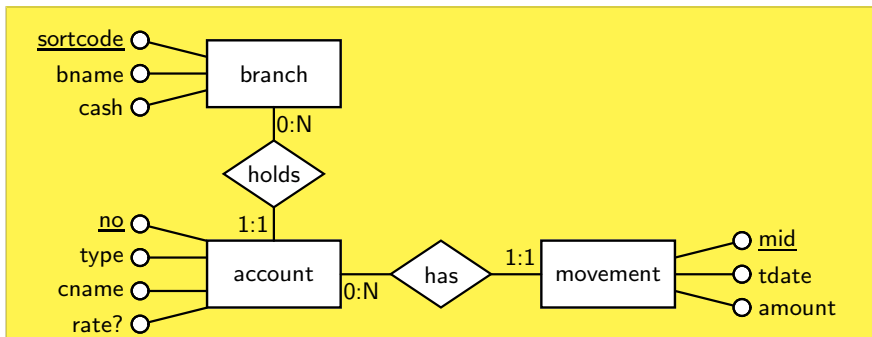 sortcode
bname
cash
branch
0:N
holds
1:1
no
type
cname
rate?
account
0:N
has
1:1
movement
mid
tdate
amount